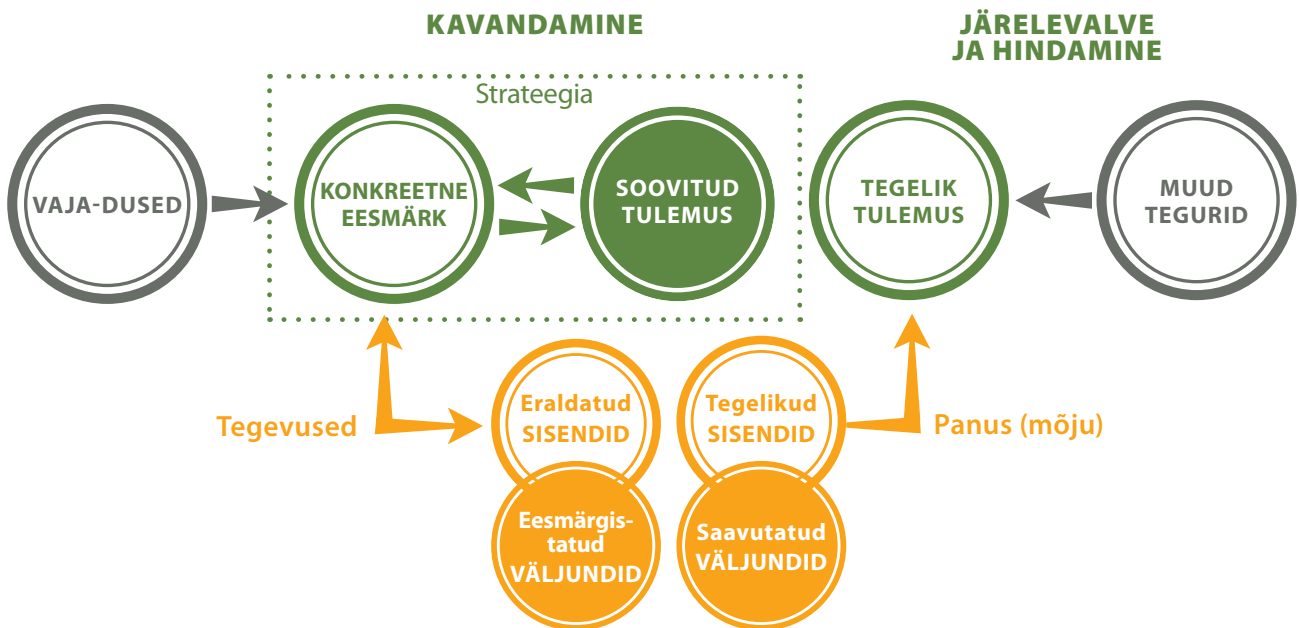 KAVANDAMINE
JÄRELEVALVE
JA HINDAMINE
Strateegia
VAJA-DUSED
KONKREETNE
EESMÄRK
SOOVITUD
TULEMUS
TEGELIK
TULEMUS
MUUD
TEGURID
Tegevused
Eraldatud
SISENDID
Tegelikud
SISENDID
Panus (mõju)
Eesmärgis-
tatud
VÄLJUNDID
Saavutatud
VÄLJUNDID